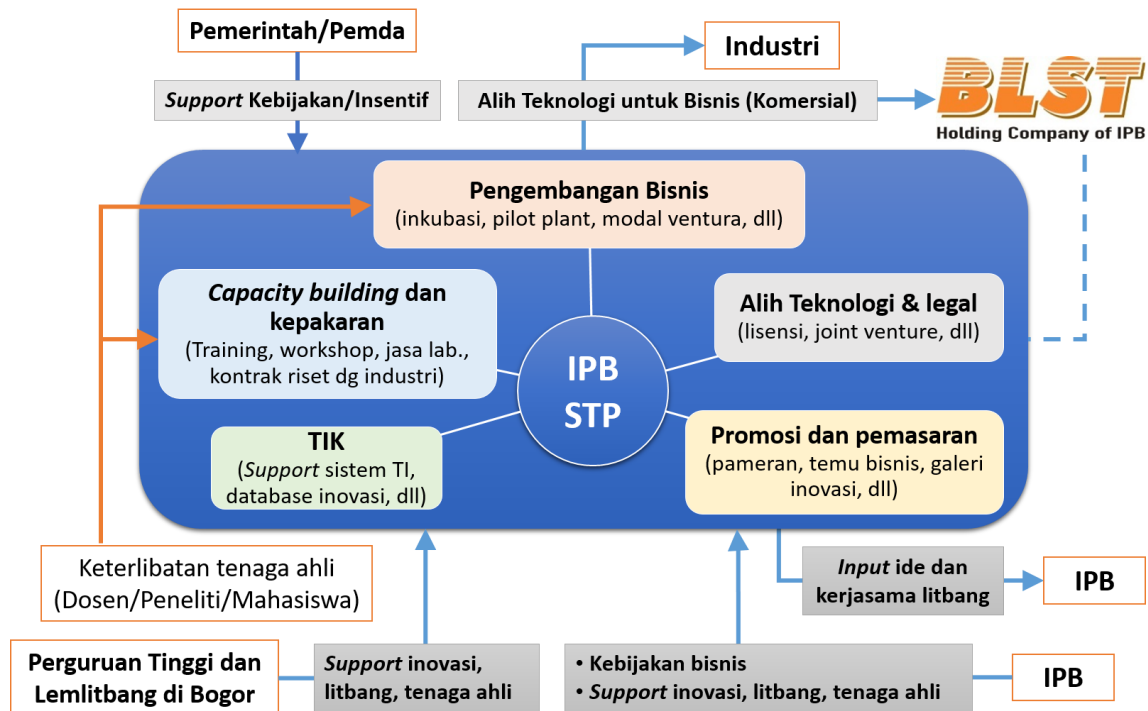 Pemerintah/Pemda
Industri
BLST
Holding Company of IPB
Support Kebijakan/Insentif
Alih Teknologi untuk Bisnis (Komersial)
Pengembangan Bisnis
(inkubasi, pilot plant, modal ventura, dll)
Capacity building dan
kepakaran
(Training, workshop, jasa lab.,
kontrak riset dg industri)
Alih Teknologi & legal
(lisensi, joint venture, dll)
IPB
STP
TIK
(Support sistem TI,
database inovasi, dll)
Promosi dan pemasaran
(pameran, temu bisnis, galeri
inovasi, dll)
Keterlibatan tenaga ahli
(Dosen/Peneliti/Mahasiswa)
Input ide dan
kerjasama litbang
IPB
Perguruan Tinggi dan
Lemlitbang di Bogor
Support inovasi,
litbang, tenaga ahli
• Kebijakan bisnis
• Support inovasi, litbang, tenaga ahli
IPB